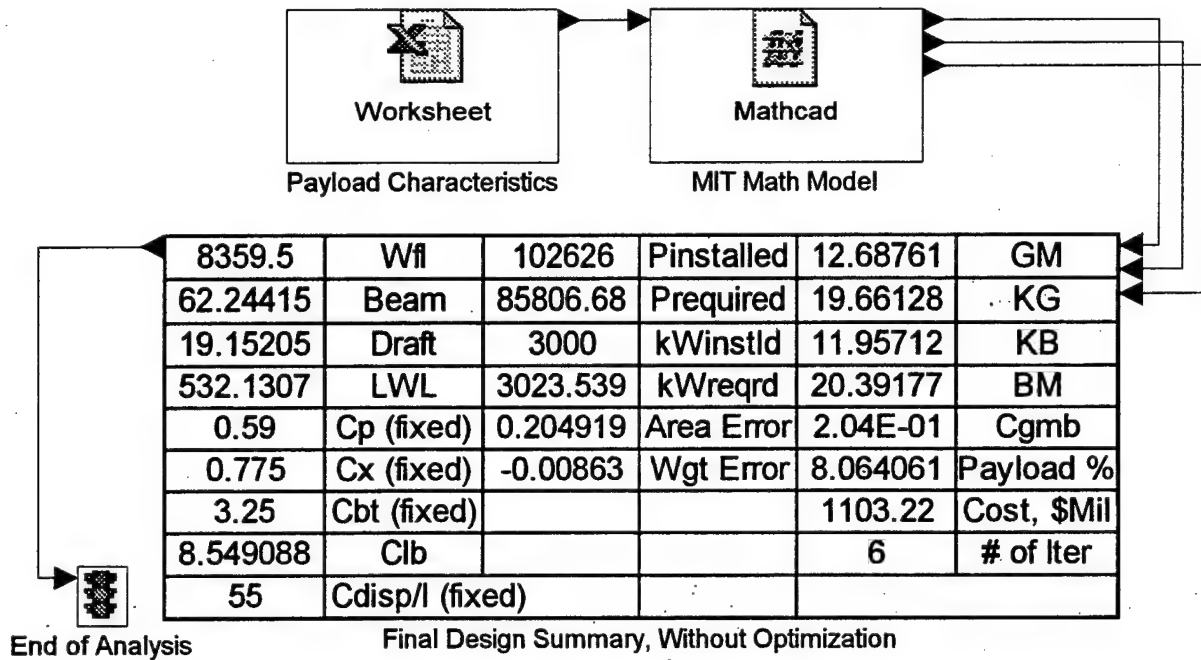 Worksheet
Mathcad
Payload Characteristics
MIT Math Model
8359.5 Wfl 102626 Pinstalled 12.68761 GM
62.24415 Beam 85806.68 Prequired 19.66128 KG
19.15205 Draft 3000 kWinstld 11.95712 KB
532.1307 LWL 3023.539 kWreqrd 20.39177 BM
0.59 Cp (fixed) 0.204919 Area Error 2.04E-01 Cgmb
0.775 Cx (fixed) -0.00863 Wgt Error 8.064061 Payload %
3.25 Cbt (fixed) 1103.22 Cost, $Mil
8.549088 Clb 6 # of Iter
55 Cdisp/l (fixed)
End of Analysis
Final Design Summary, Without Optimization